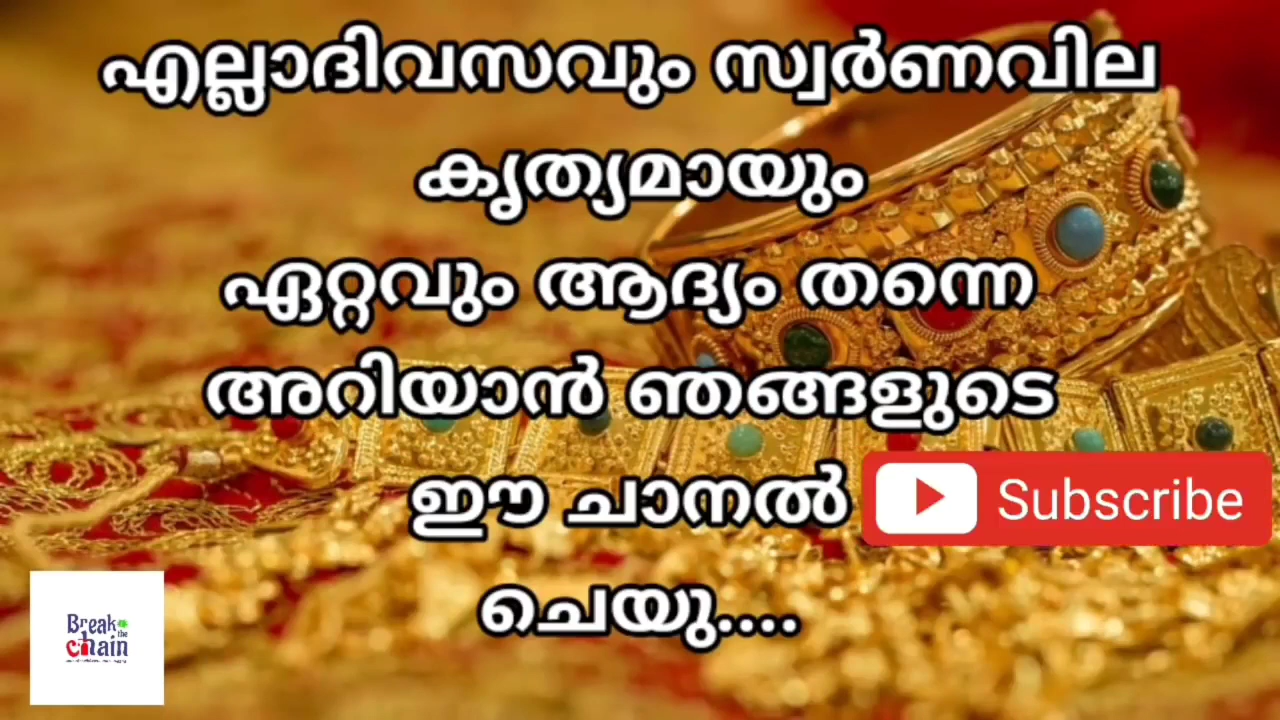 എല്ലാദിവസവും സ്വർണവില
കൃത്യമായും
ഏറ്റവും ആദ്യം തന്നെ
അറിയാൻ ഞങ്ങളുടെ
ഈ ചാനൽ Subscribe
ചെയു....
Break
the
chain